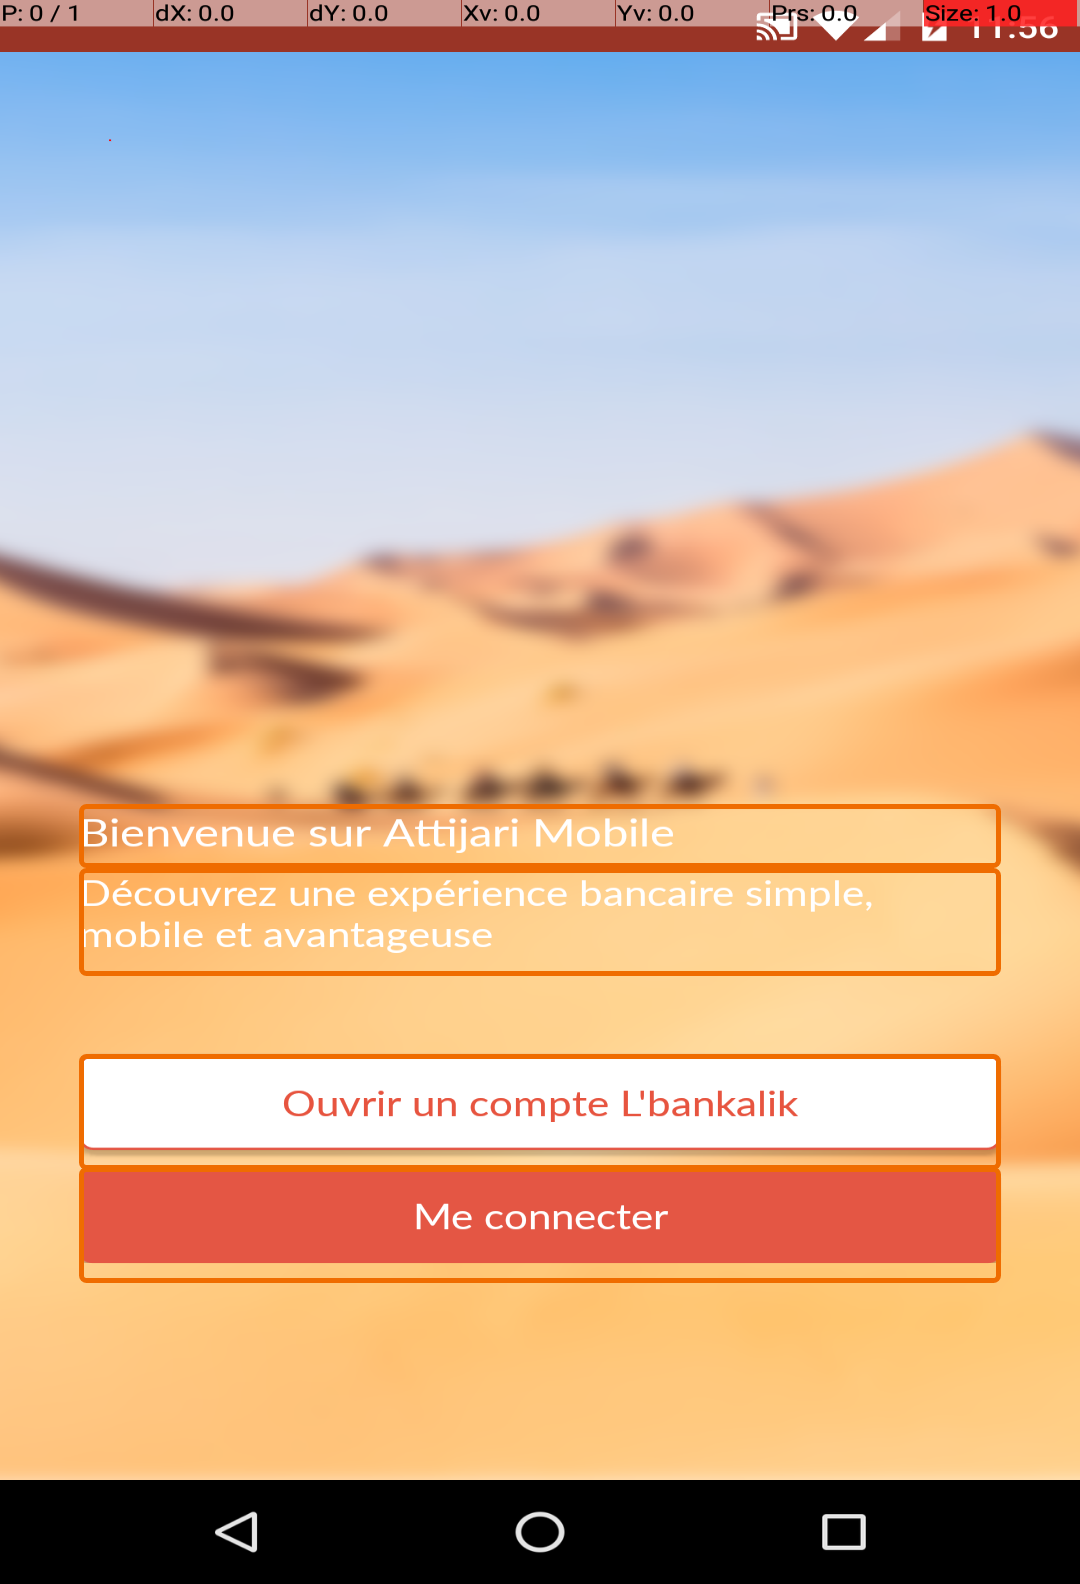 P: 0 / 1 dX: 0.0 dY: 0.0 Xv: 0.0 Yv: 0.0 Prs: 0.0 Size: 1.0
11:56
Bienvenue sur Attijari Mobile
Découvrez une expérience bancaire simple,
mobile et avantageuse
Ouvrir un compte L'bankalik
Me connecter